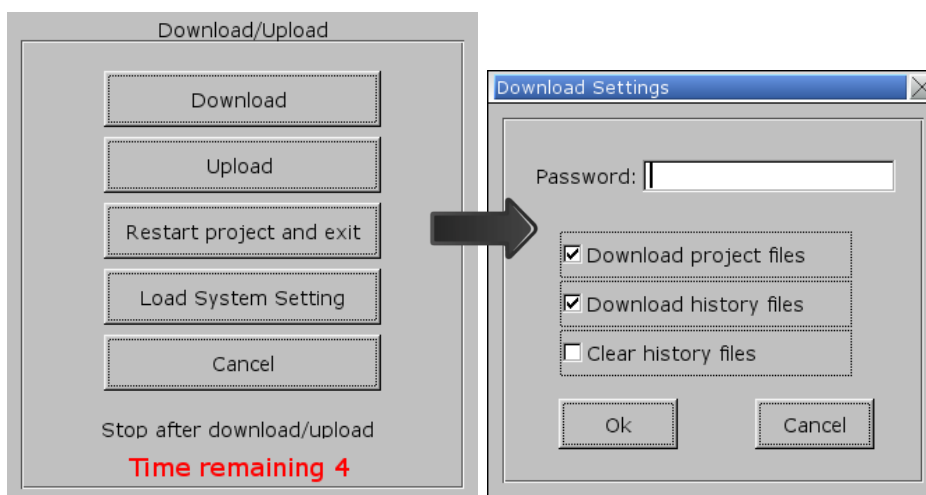 Download/Upload
Download
Upload
Restart project and exit
Load System Setting
Cancel
Stop after download/upload
Time remaining 4
Download Settings
Password:
Download project files
Download history files
Clear history files
Ok
Cancel